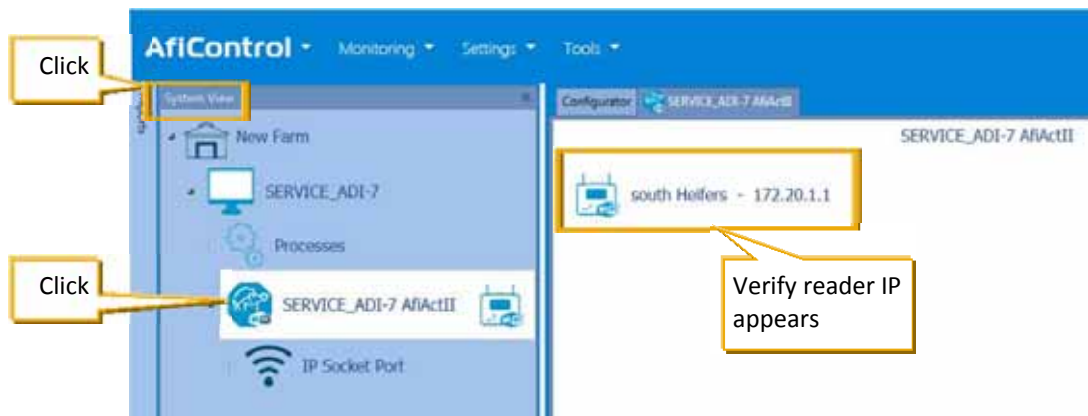 AfiControl Monitoring Settings Tools
Click
System View
Configurator SERVICE_ADI-7 AfiActII
New Farm
SERVICE_ADI-7 AfiActII
SERVICE_ADI-7
south Heifers - 172.20.1.1
Processes
Click
SERVICE_ADI-7 AfiActII
Verify reader IP
appears
IP Socket Port